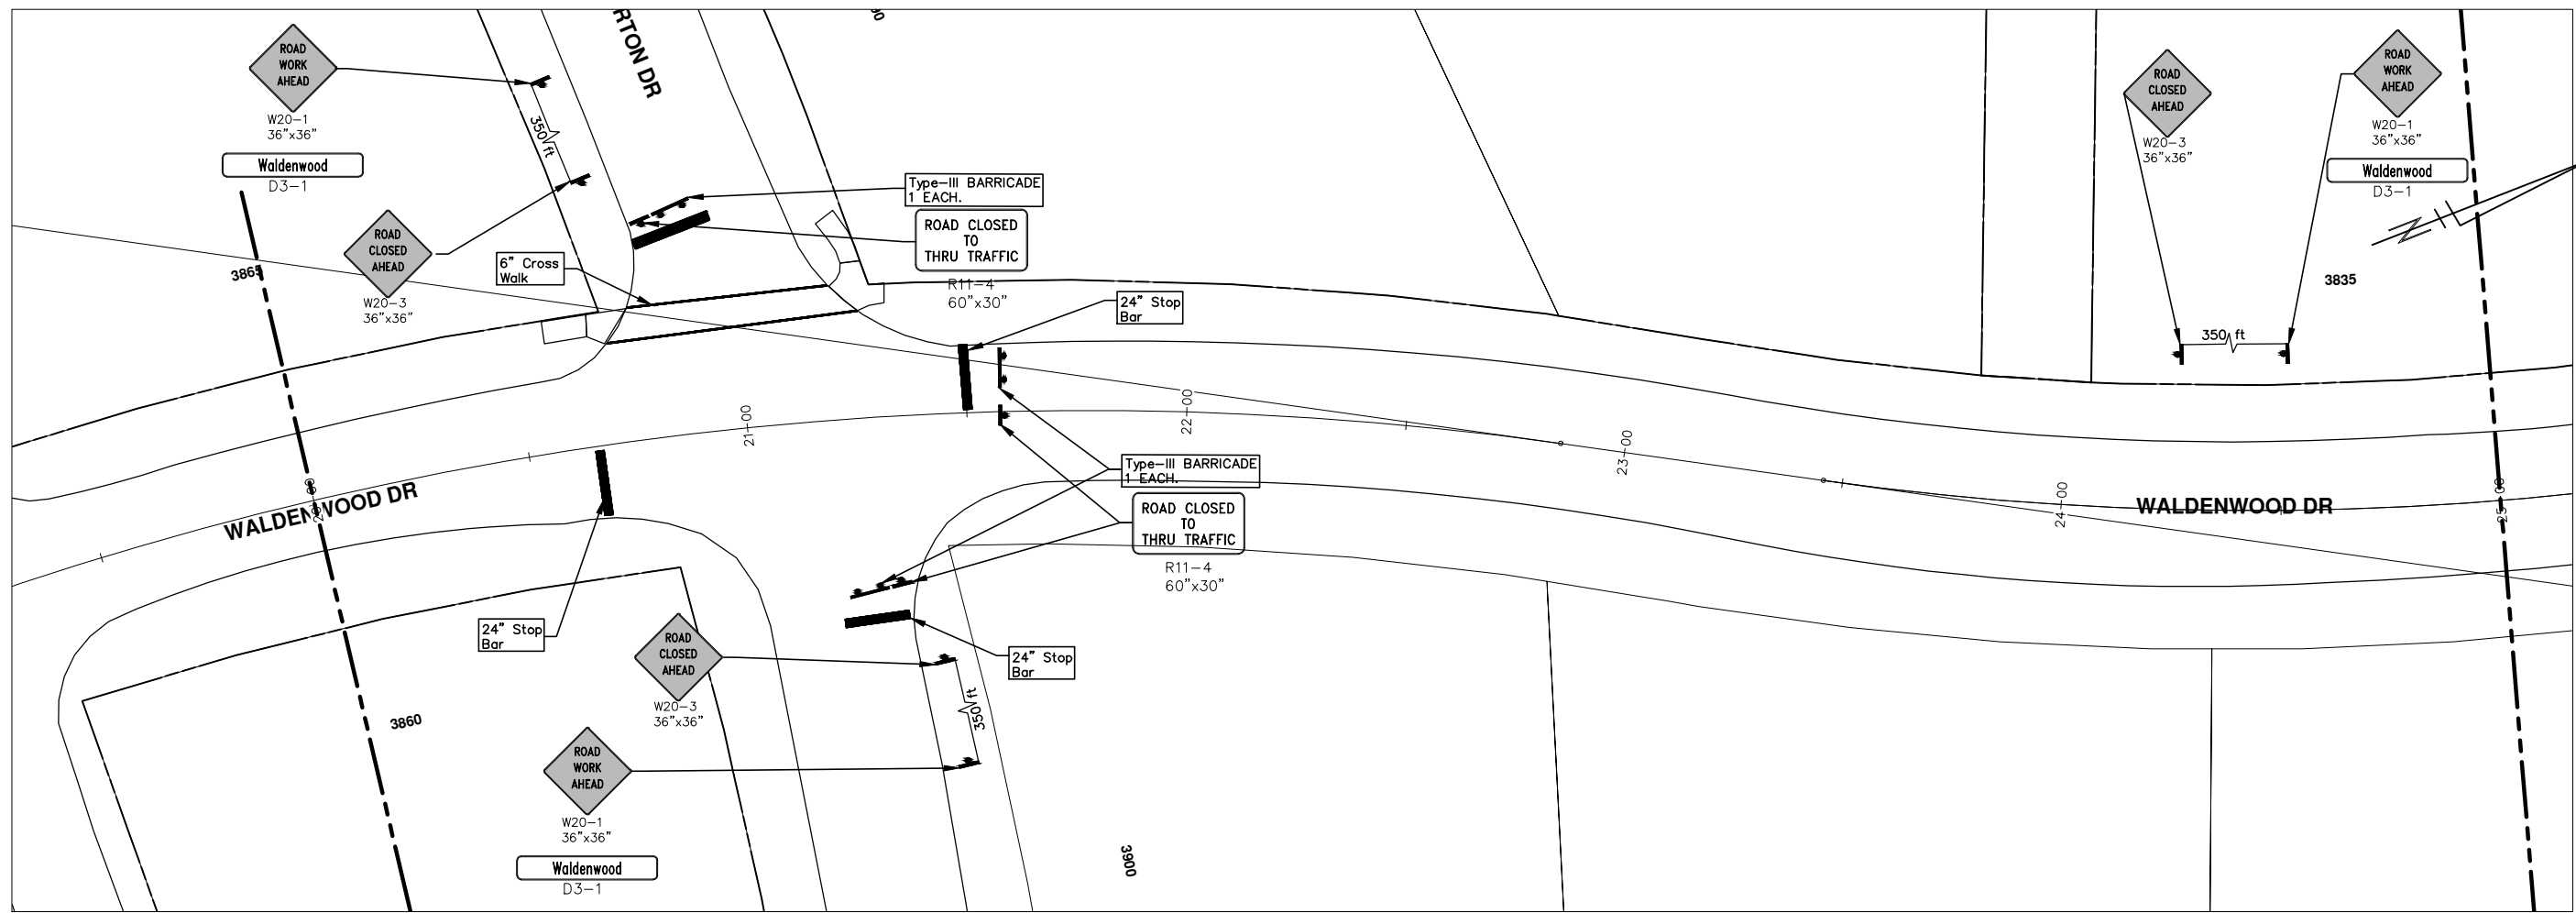 ROAD
WORK
AHEAD
W20-1
36"x36"
Waldenwood
D3-1
ROAD
CLOSED
AHEAD
W20-3
36"x36"
350 ft
RTON DR
6" Cross
Walk
3865
Type-III BARRICADE
1 EACH.
ROAD CLOSED
TO
THRU TRAFFIC
R11-4
60"x30"
24" Stop
Bar
ROAD
CLOSED
AHEAD
W20-3
36"x36"
ROAD
WORK
AHEAD
W20-1
36"x36"
Waldenwood
D3-1
N
3835
350 ft
WALDENWOOD DR
21-00
22-00
23-00
24-00
WALDENWOOD DR
25-00
Type-III BARRICADE
1 EACH.
ROAD CLOSED
TO
THRU TRAFFIC
R11-4
60"x30"
24" Stop
Bar
24" Stop
Bar
ROAD
CLOSED
AHEAD
W20-3
36"x36"
350 ft
3860
ROAD
WORK
AHEAD
W20-1
36"x36"
Waldenwood
D3-1
3900